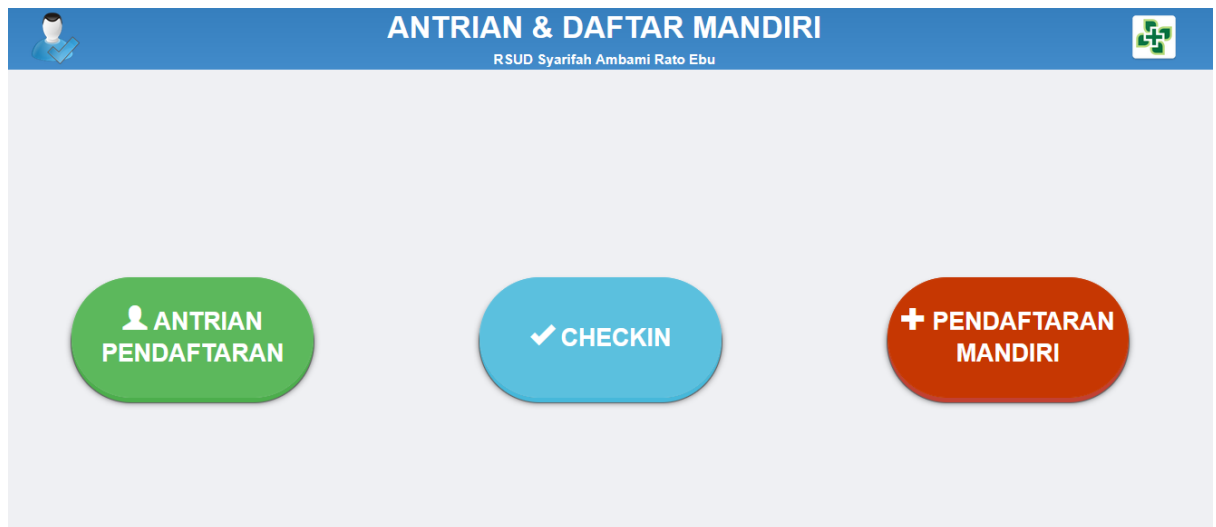 ANTRIAN & DAFTAR MANDIRI
RSUD Syarifah Ambami Rato Ebu
ANTRIAN
PENDAFTARAN
CHECKIN
PENDAFTARAN
MANDIRI